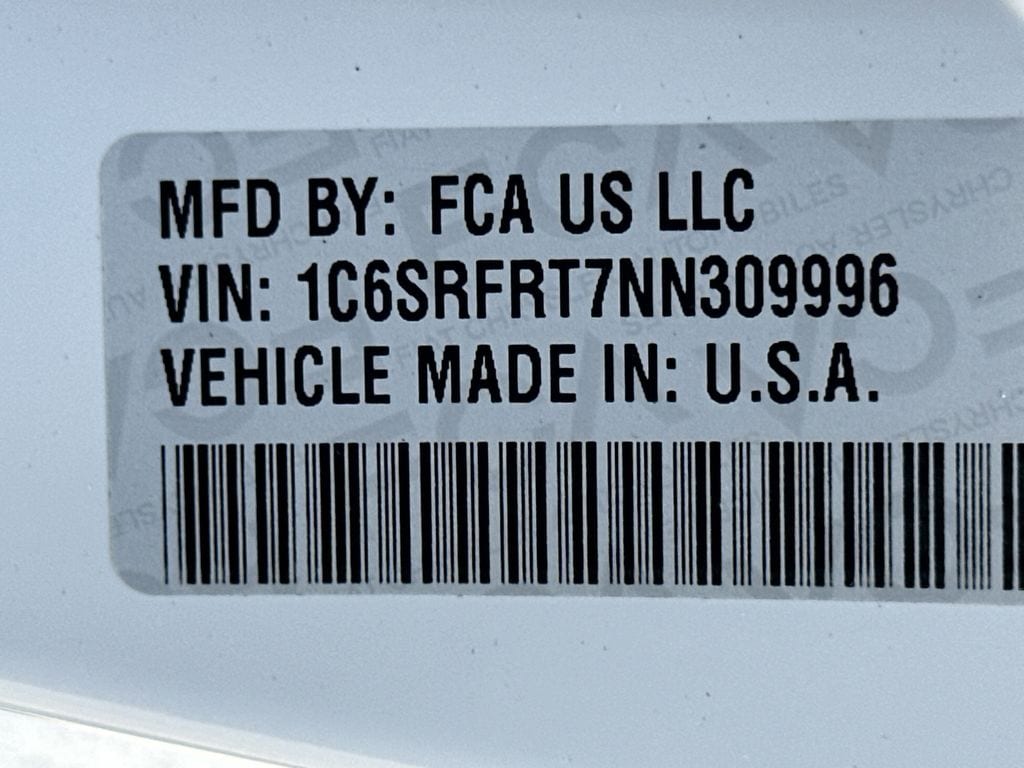 MFD BY: FCA US LLC
VIN: 1C6SRFRT7NN309996
VEHICLE MADE IN: U.S.A.